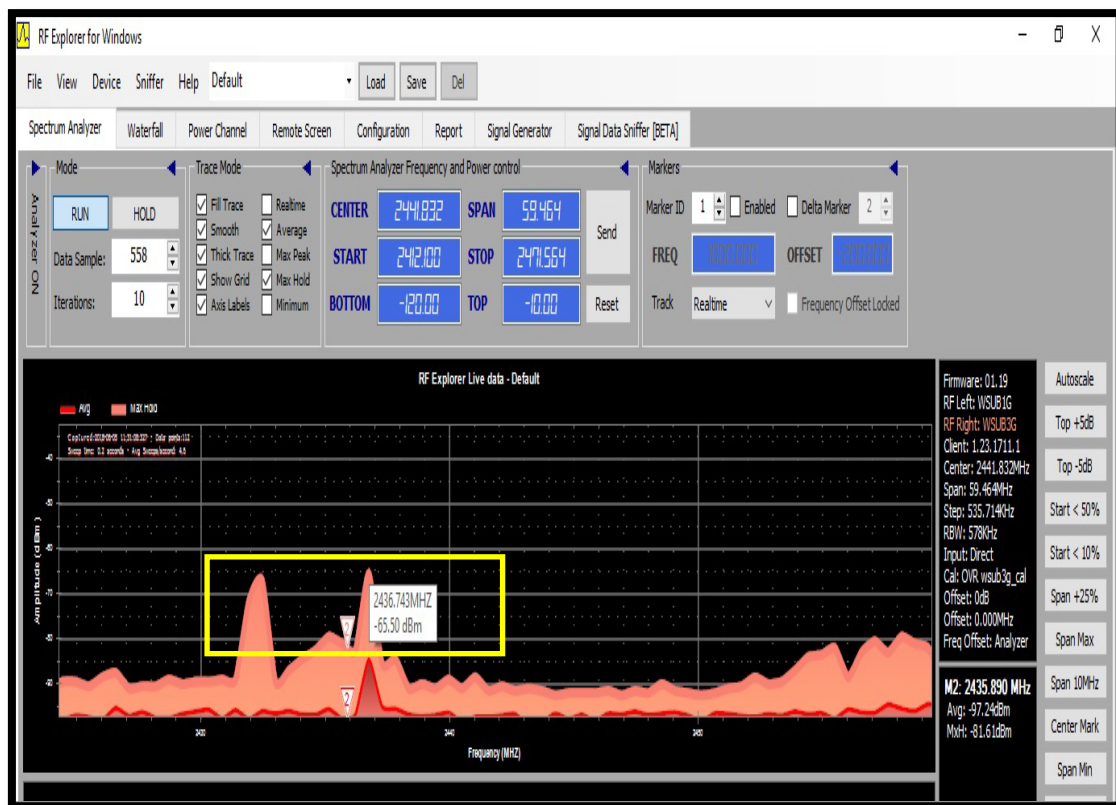 RF Explorer for Windows
File View Device Sniffer Help Default Load Save Del
Spectrum Analyzer Waterfall Power Channel Remote Screen Configuration Report Signal Generator Signal Data Sniffer [BETA]
Analyzer ON
Mode
RUN HOLD
Data Sample: 558
Iterations: 10
Trace Mode
Fill Trace Realtime
Smooth Average
Thick Trace Max Peak
Show Grid Max Hold
Axis Labels Minimum
Spectrum Analyzer Frequency and Power control
CENTER 2441.832 SPAN 59.464
START 2412.100 STOP 2471.564
BOTTOM -120.00 TOP -10.00
Send
Reset
Markers
Marker ID 1 Enabled Delta Marker 2
FREQ OFFSET
Track Realtime Frequency Offset Locked
RF Explorer Live data - Default
Avg Max Hold
Amplitude (dBm)
2436.743MHZ
-65.50 dBm
2
2
Frequency (MHZ)
Firmware: 01.19
RF Left: WSUB1G
RF Right: WSUB3G
Client: 1.23.1711.1
Center: 2441.832MHz
Span: 59.464MHz
Step: 535.714KHz
RBW: 578KHz
Input: Direct
Cal: OVR wsub3g_cal
Offset: 0dB
Offset: 0.000MHz
Freq Offset: Analyzer
M2: 2435.890 MHz
Avg: -97.24dBm
MxH: -81.61dBm
Autoscale
Top +5dB
Top -5dB
Start < 50%
Start < 10%
Span +25%
Span Max
Span 10MHz
Center Mark
Span Min